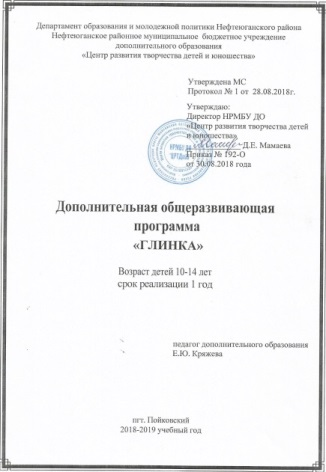 Департамент образования и молодежной политики Нефтеюганского района
Нефтеюганское районное муниципальное бюджетное учреждение
дополнительного образования
«Центр развития творчества детей и юношества»
Утверждена МС
Протокол № 1 от 28.08.2018г.
Утверждаю:
Директор НРМБУ ДО
«Центр развития творчества детей
и юношества»
Д.Е. Мамаева
Приказ № 192-О
от 30.08.2018 года
Дополнительная общеразвивающая
программа
«ГЛИНКА»
Возраст детей 10-14 лет
срок реализации 1 год
педагог дополнительного образования
Е.Ю. Кряжева
пгт. Пойковский
2018-2019 учебный год